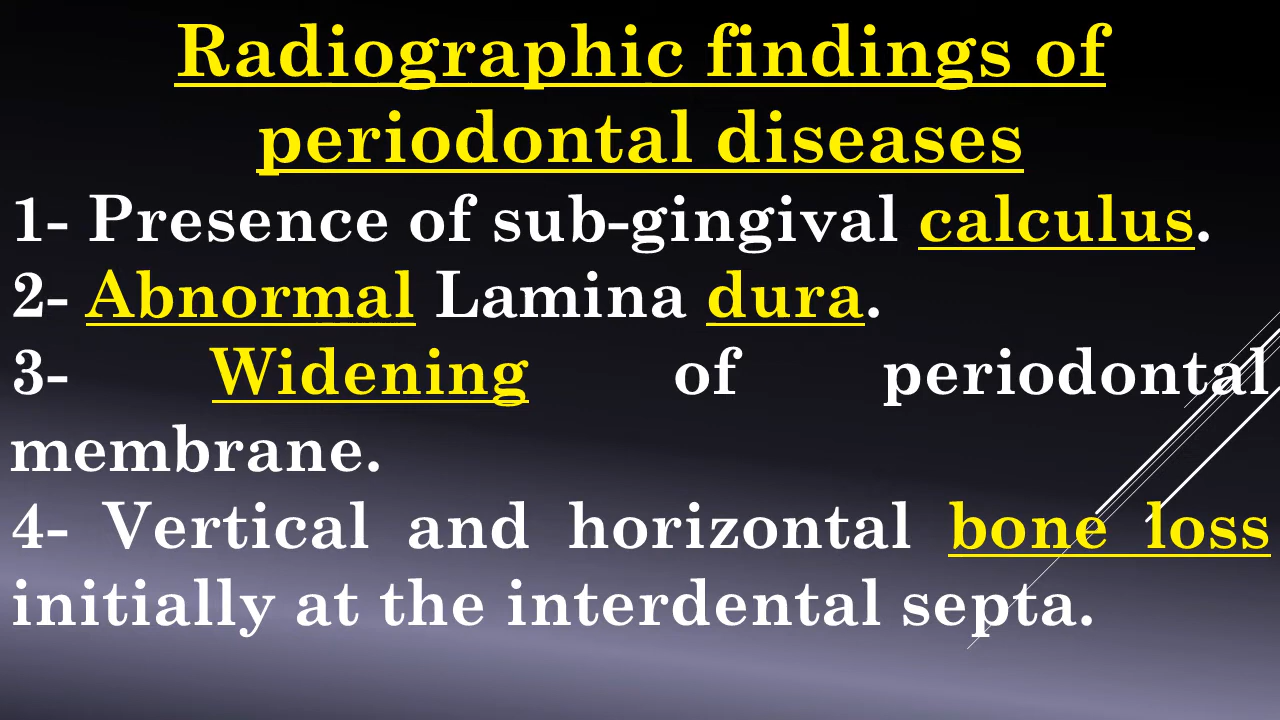 Radiographic findings of
periodontal diseases
1- Presence of sub-gingival calculus.
2- Abnormal Lamina dura.
3- Widening of periodontal
membrane.
4- Vertical and horizontal bone loss
initially at the interdental septa.